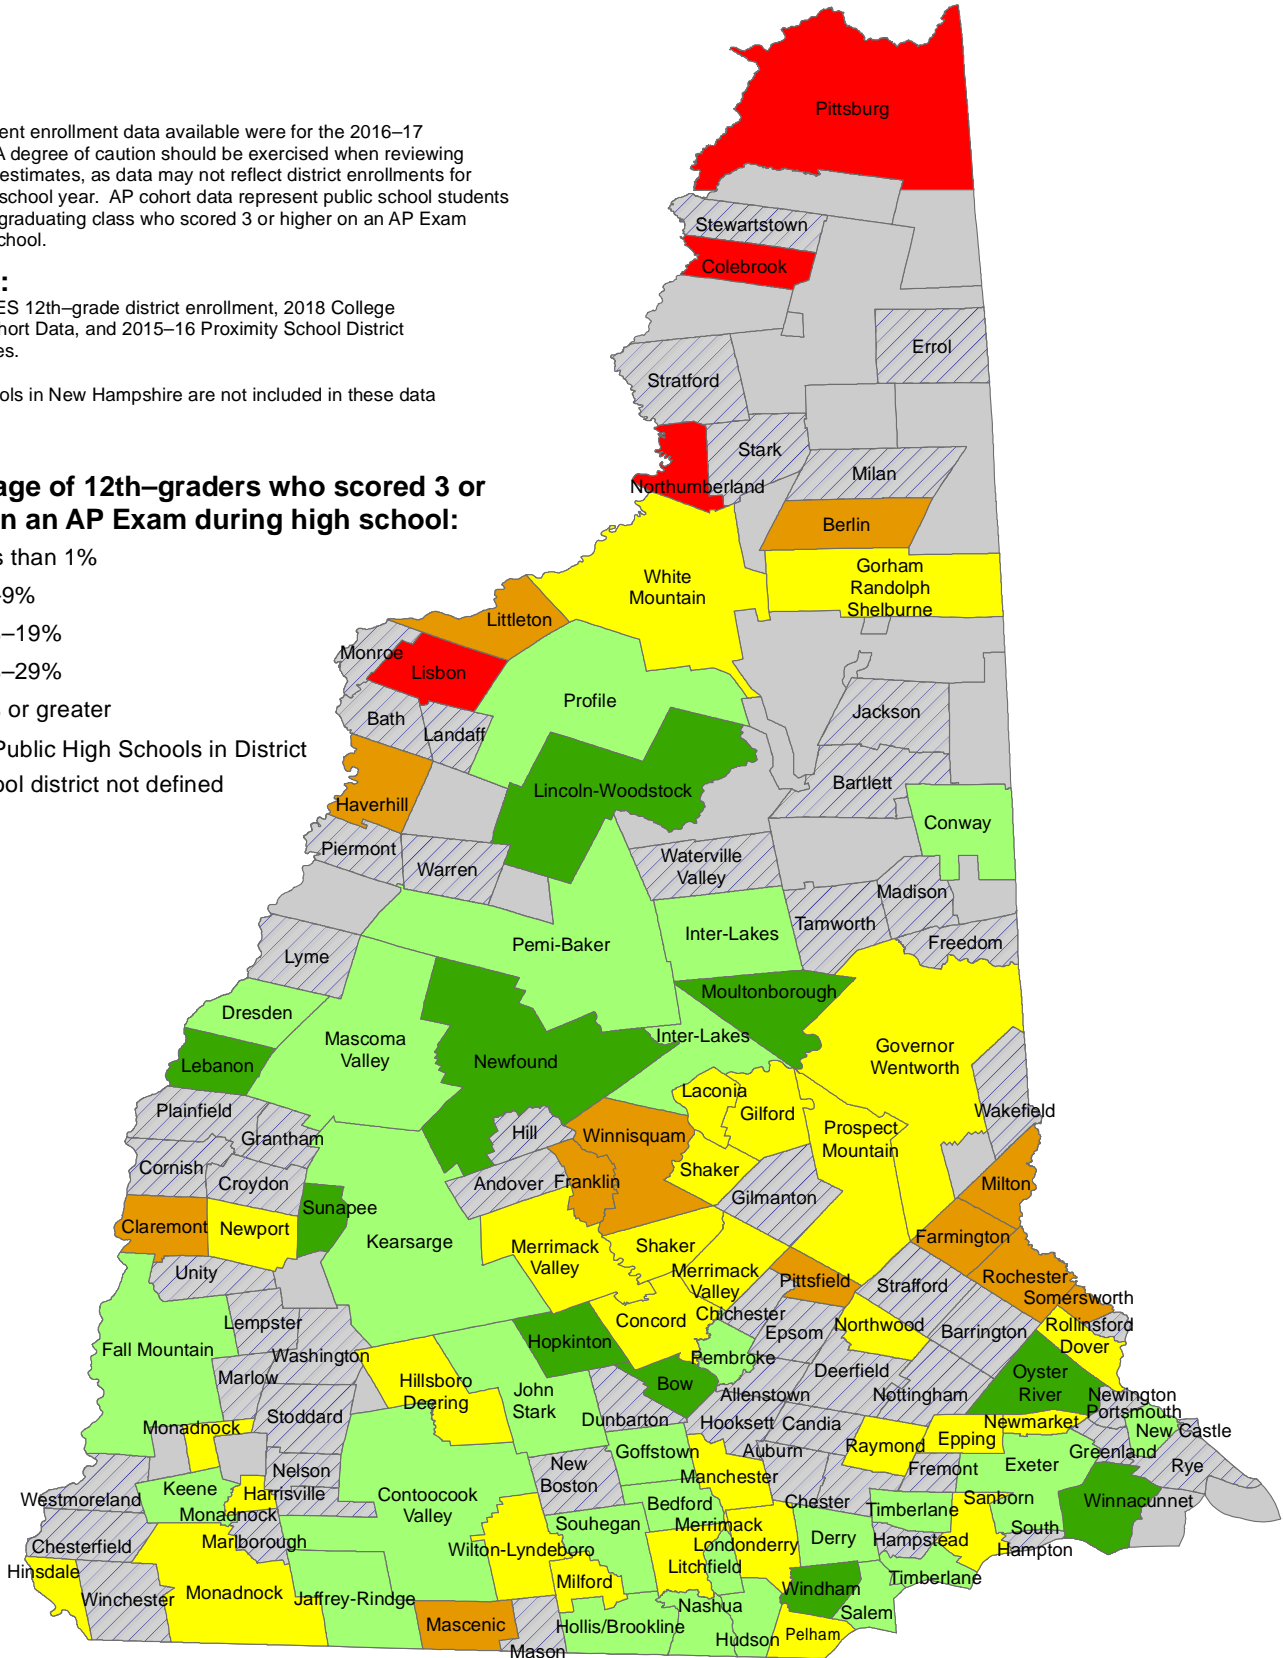 Pittsburg
ent enrollment data available were for the 2016–17
A degree of caution should be exercised when reviewing
estimates, as data may not reflect district enrollments for
school year.  AP cohort data represent public school students
graduating class who scored 3 or higher on an AP Exam
chool.
Stewartstown
Colebrook
:
ES 12th–grade district enrollment, 2018 College
hort Data, and 2015–16 Proximity School District
es.
Errol
Stratford
ols in New Hampshire are not included in these data
Stark
Milan
Northumberland
age of 12th–graders who scored 3 or
n an AP Exam during high school:
s than 1%
–9%
–19%
–29%
or greater
Public High Schools in District
ool district not defined
Berlin
White
Mountain
Gorham
Randolph
Shelburne
Littleton
Monroe
Lisbon
Profile
Bath
Landaff
Jackson
Lincoln-Woodstock
Bartlett
Haverhill
Conway
Piermont
Warren
Waterville
Valley
Madison
Tamworth
Inter-Lakes
Pemi-Baker
Freedom
Lyme
Moultonborough
Dresden
Mascoma
Valley
Inter-Lakes
Governor
Wentworth
Lebanon
Newfound
Laconia
Gilford
Plainfield
Wakefield
Grantham
Hill
Winnisquam
Prospect
Mountain
Cornish
Croydon
Andover
Franklin
Shaker
Gilmanton
Milton
Sunapee
Claremont
Newport
Kearsarge
Merrimack
Valley
Shaker
Farmington
Unity
Merrimack
Valley
Pittsfield
Strafford
Rochester
Somersworth
Lempster
Chichester
Concord
Epsom
Northwood
Barrington
Rollinsford
Dover
Fall Mountain
Hopkinton
Washington
Pembroke
Marlow
Hillsboro
Deering
Bow
Deerfield
Oyster
River
John
Stark
Allenstown
Nottingham
Newington
Portsmouth
Stoddard
Dunbarton
Hooksett
Candia
Newmarket
New Castle
Monadnock
Goffstown
Auburn
Raymond
Epping
Greenland
Nelson
New
Boston
Manchester
Fremont
Exeter
Rye
Keene
Harrisville
Westmoreland
Contoocook
Valley
Bedford
Chester
Timberlane
Sanborn
Winnacunnet
Monadnock
Souhegan
Merrimack
Londonderry
Derry
South
Hampton
Chesterfield
Marlborough
Wilton-Lyndeboro
Hampstead
Litchfield
Hinsdale
Milford
Timberlane
Winchester
Monadnock
Jaffrey-Rindge
Windham
Nashua
Salem
Mascenic
Hollis/Brookline
Hudson
Pelham
Mason